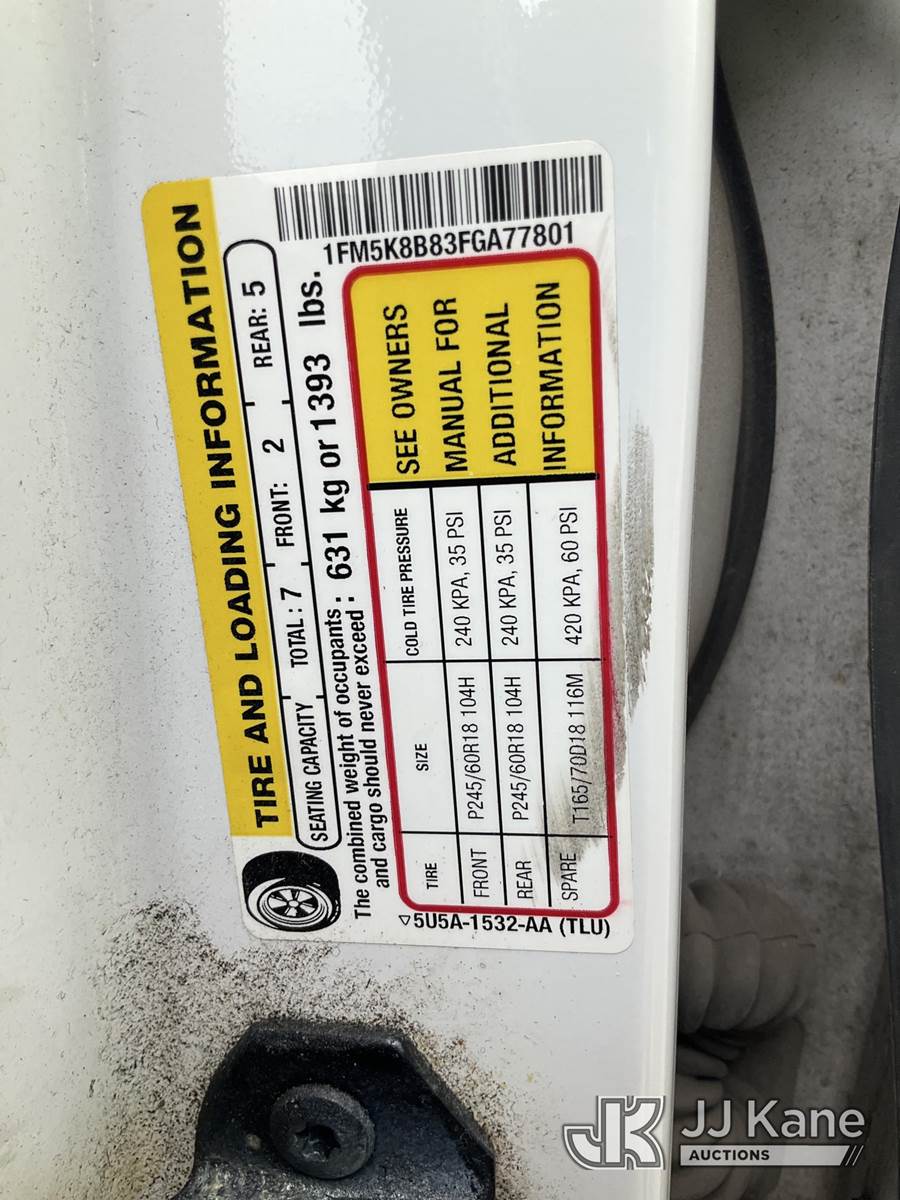 1FM5K8B83FGA77801
TIRE AND LOADING INFORMATION
SEATING CAPACITY TOTAL : 7 FRONT: 2 REAR: 5
The combined weight of occupants : 631 kg or 1393 lbs.
and cargo should never exceed :
TIRE SIZE COLD TIRE PRESSURE
FRONT P245/60R18 104H 240 KPA, 35 PSI
REAR P245/60R18 104H 240 KPA, 35 PSI
SPARE T165/70D18 116M 420 KPA, 60 PSI
SEE OWNERS
MANUAL FOR
ADDITIONAL
INFORMATION
5U5A-1532-AA (TLU)
JK JJ Kane
AUCTIONS